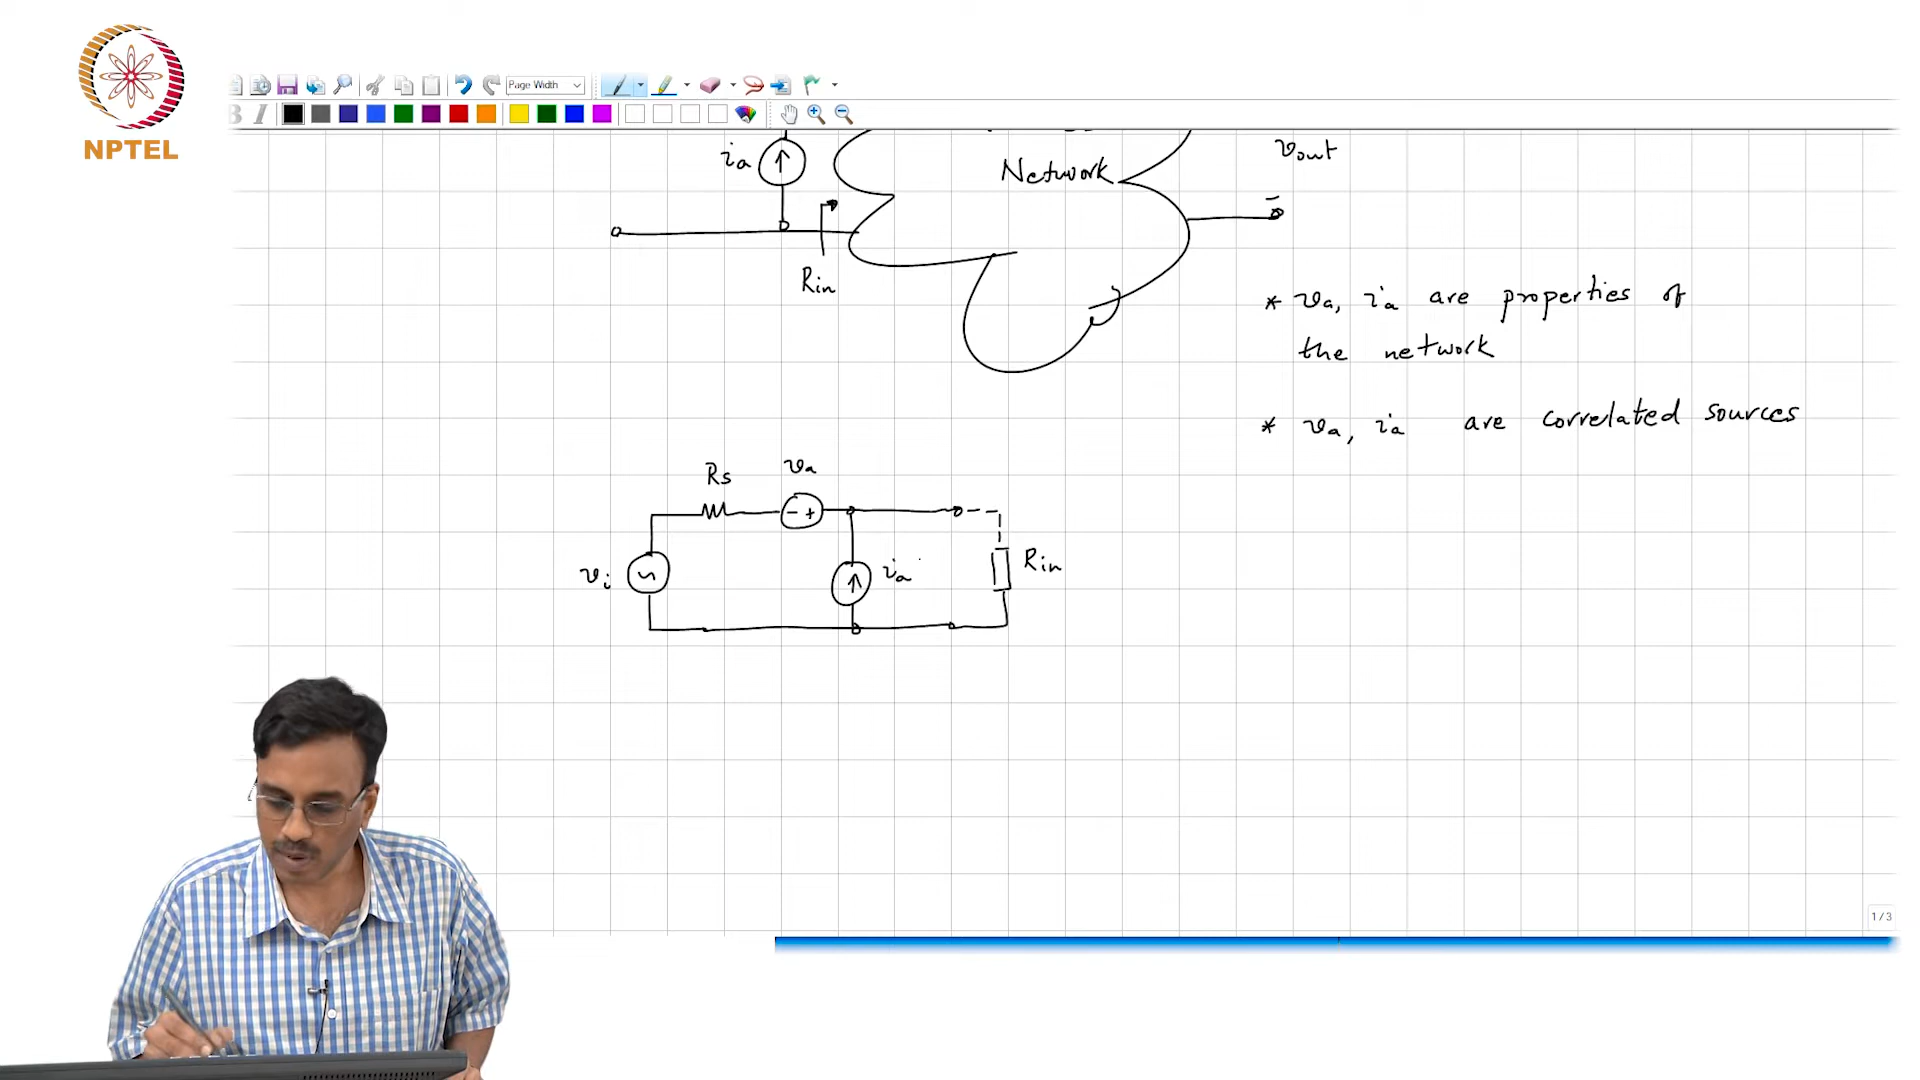 NPTEL
Page Width
B I
ia
Network
vout
-
Rin
* va, ia are properties of
the network
* va, ia are correlated sources
Rs
va
- +
vi
ia
Rin
1/3